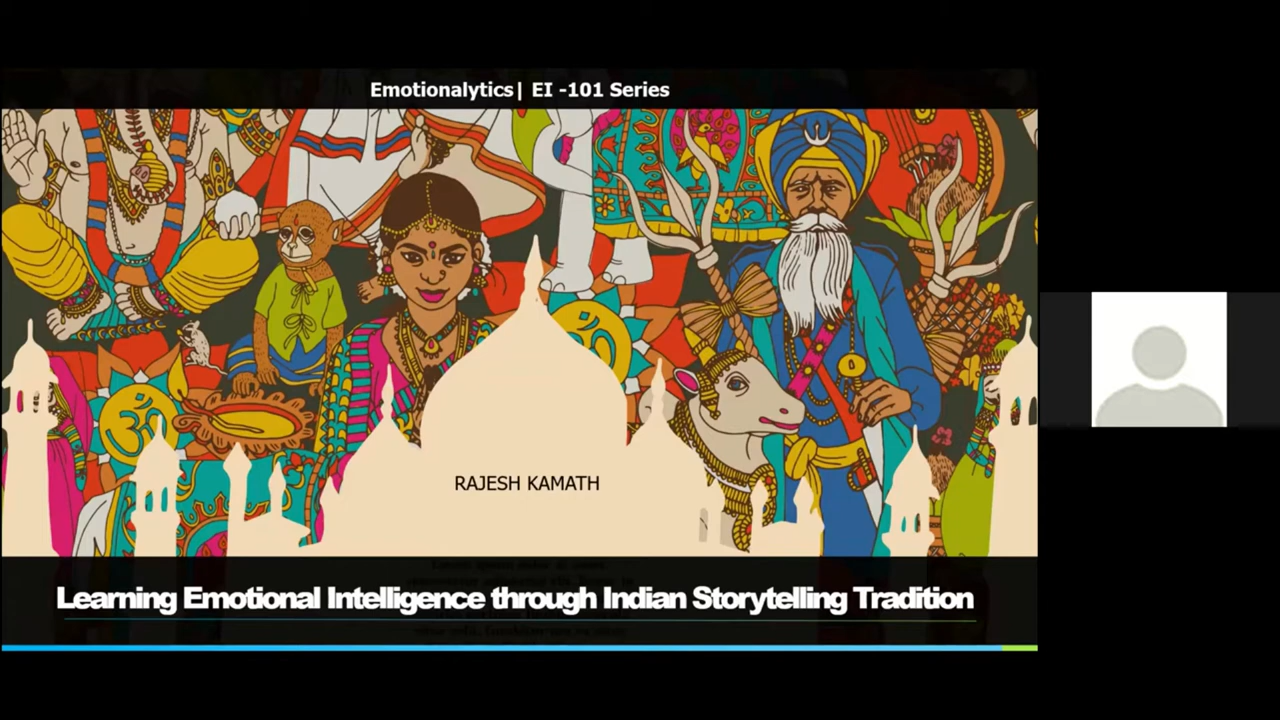 Emotionalytics| EI -101 Series
ॐ
ॐ
RAJESH KAMATH
Learning Emotional Intelligence through Indian Storytelling Tradition